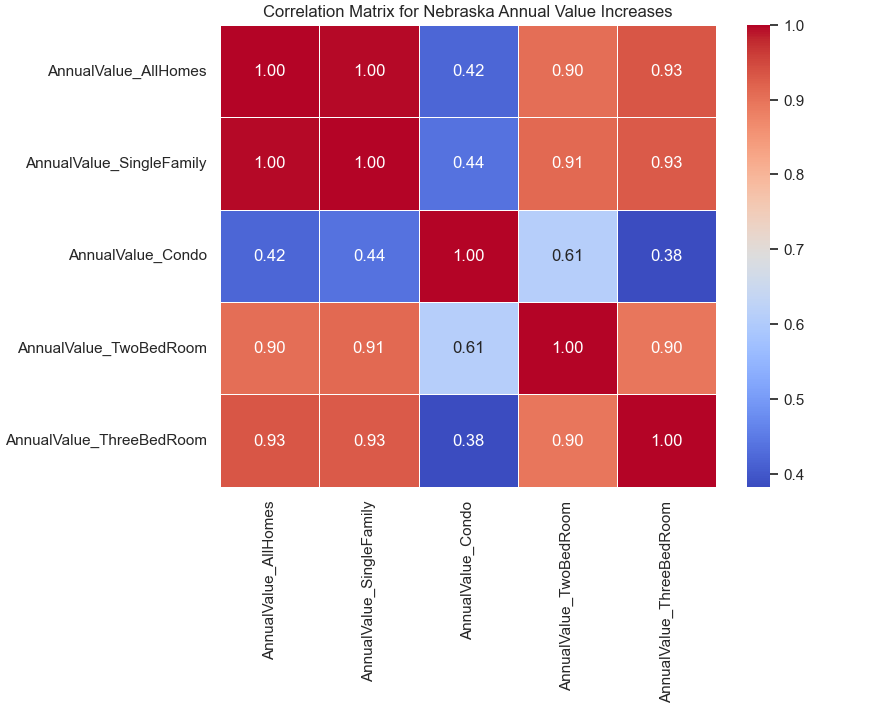 Correlation Matrix for Nebraska Annual Value Increases
AnnualValue_AllHomes 1.00 1.00 0.42 0.90 0.93
AnnualValue_SingleFamily 1.00 1.00 0.44 0.91 0.93
AnnualValue_Condo 0.42 0.44 1.00 0.61 0.38
AnnualValue_TwoBedRoom 0.90 0.91 0.61 1.00 0.90
AnnualValue_ThreeBedRoom 0.93 0.93 0.38 0.90 1.00
AnnualValue_AllHomes
AnnualValue_SingleFamily
AnnualValue_Condo
AnnualValue_TwoBedRoom
AnnualValue_ThreeBedRoom
1.0
0.9
0.8
0.7
0.6
0.5
0.4